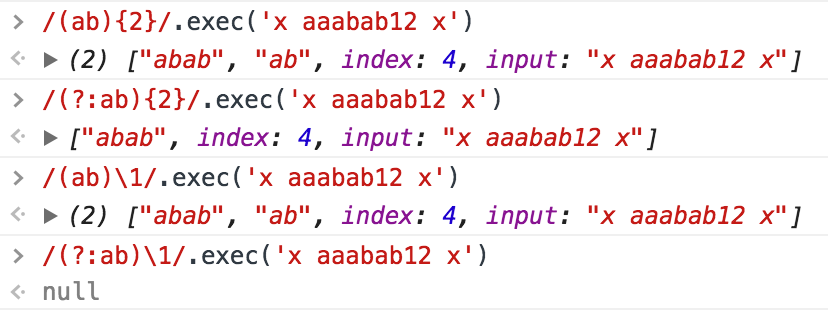 > /(ab){2}/.exec('x aaabab12 x')
<· ▶ (2) ["abab", "ab", index: 4, input: "x aaabab12 x"]
> /(?:ab){2}/.exec('x aaabab12 x')
<· ▶ ["abab", index: 4, input: "x aaabab12 x"]
> /(ab)\1/.exec('x aaabab12 x')
<· ▶ (2) ["abab", "ab", index: 4, input: "x aaabab12 x"]
> /(?:ab)\1/.exec('x aaabab12 x')
<· null